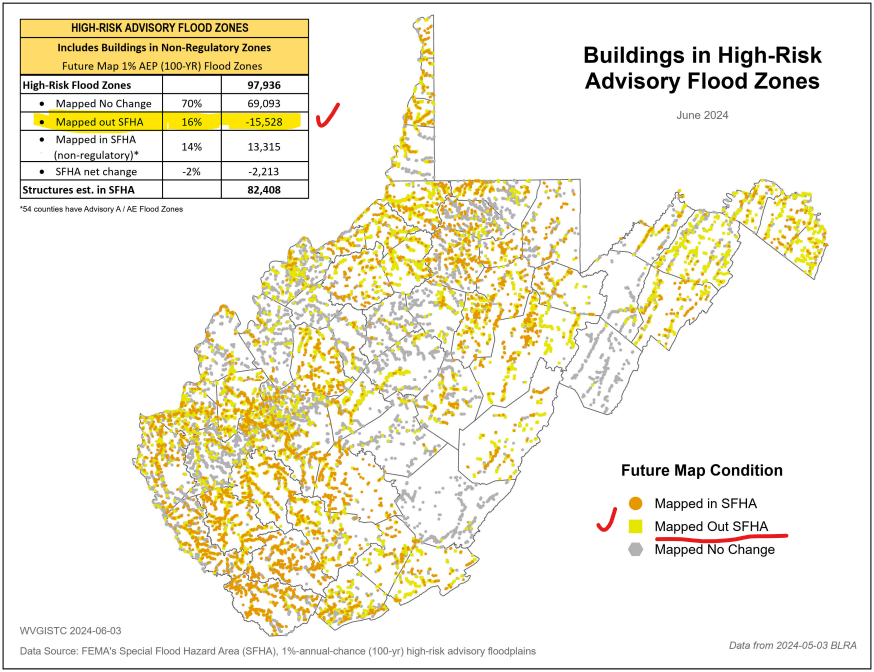 HIGH-RISK ADVISORY FLOOD ZONES
Includes Buildings in Non-Regulatory Zones
Future Map 1% AEP (100-YR) Flood Zones
High-Risk Flood Zones 97,936
• Mapped No Change 70% 69,093
• Mapped out SFHA 16% -15,528
• Mapped in SFHA
(non-regulatory)* 14% 13,315
• SFHA net change -2% -2,213
Structures est. in SFHA 82,408
*54 counties have Advisory A / AE Flood Zones
Buildings in High-Risk
Advisory Flood Zones
June 2024
Future Map Condition
Mapped in SFHA
Mapped Out SFHA
Mapped No Change
WVGISTC 2024-06-03
Data Source: FEMA's Special Flood Hazard Area (SFHA), 1%-annual-chance (100-yr) high-risk advisory floodplains
Data from 2024-05-03 BLRA